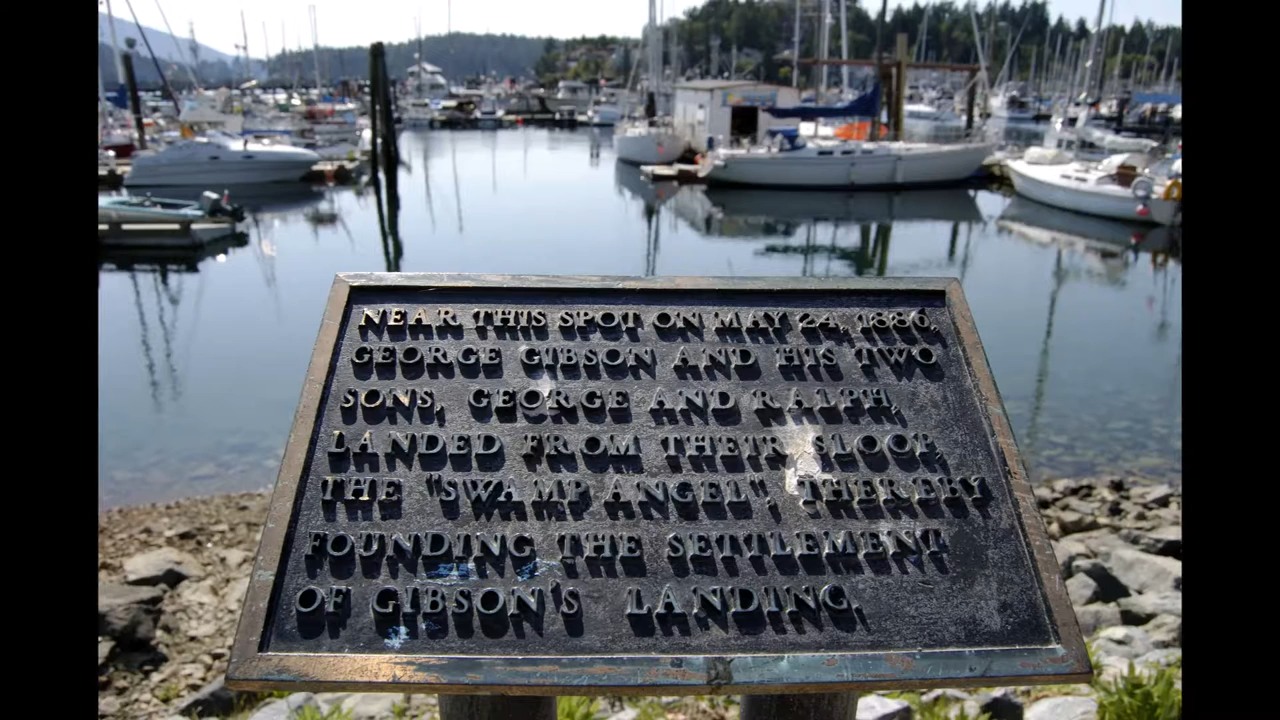 NEAR THIS SPOT ON MAY 24, 1886,
GEORGE GIBSON AND HIS TWO
SONS, GEORGE AND RALPH,
LANDED FROM THEIR SLOOP,
THE "SWAMP ANGEL", THEREBY
FOUNDING THE SETTLEMENT
OF GIBSON'S LANDING.